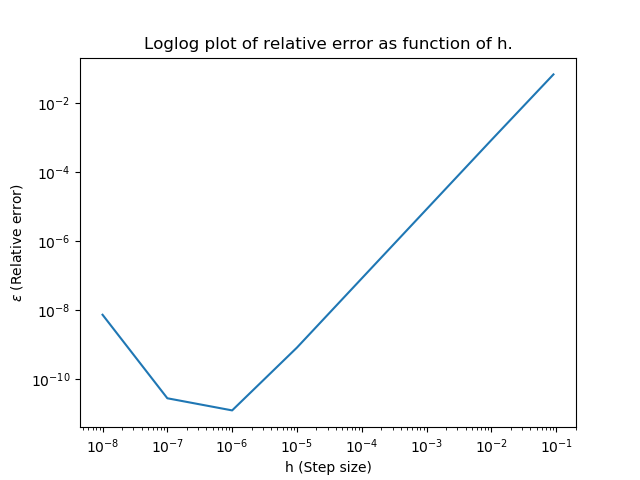 Loglog plot of relative error as function of h.
ε (Relative error)
10⁻²
10⁻⁴
10⁻⁶
10⁻⁸
10⁻¹⁰
10⁻⁸ 10⁻⁷ 10⁻⁶ 10⁻⁵ 10⁻⁴ 10⁻³ 10⁻² 10⁻¹
h (Step size)